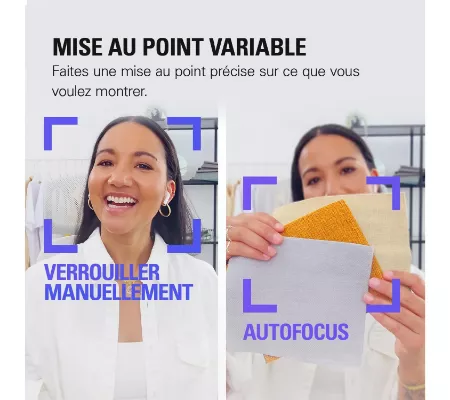 MISE AU POINT VARIABLE
Faites une mise au point précise sur ce que vous
voulez montrer.
VERROUILLER
MANUELLEMENT
AUTOFOCUS